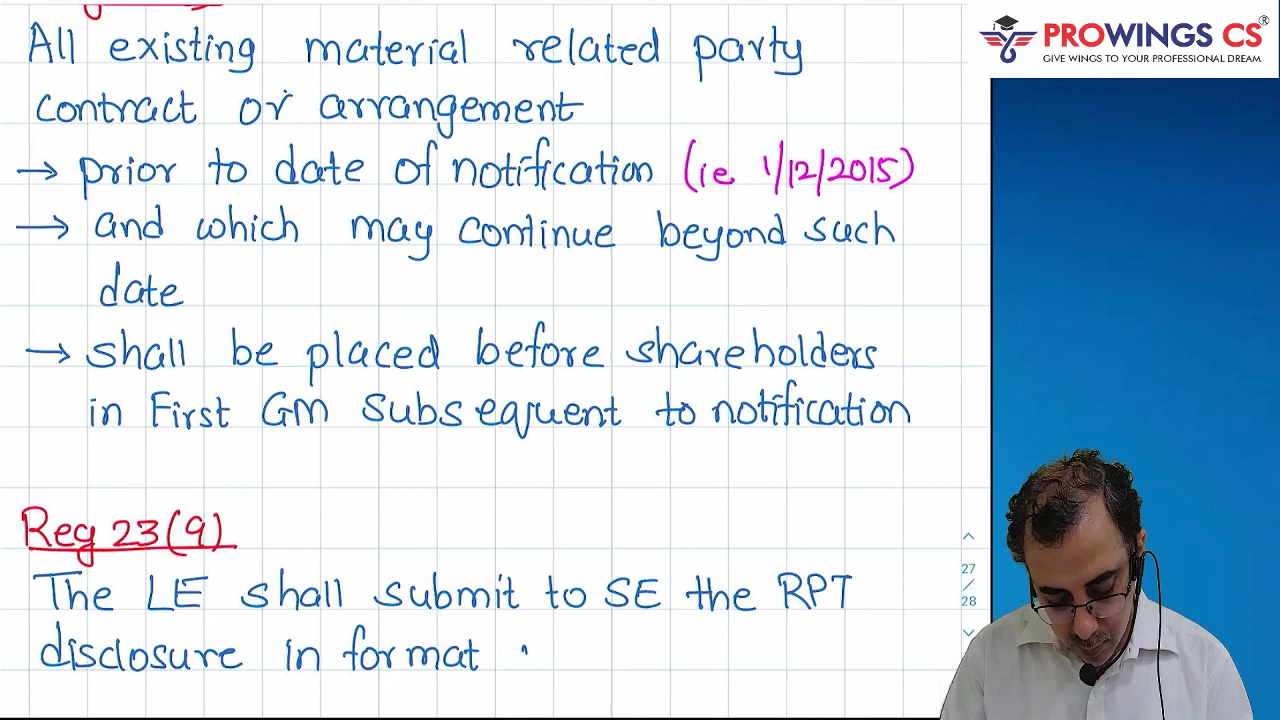 All existing material related party
contract or arrangement
→ prior to date of notification (ie 1/12/2015)
→ and which may continue beyond such
date
→ shall be placed before shareholders
in First GM Subsequent to notification
Reg 23(9)
The LE shall submit to SE the RPT
disclosure in format
PROWINGS CS®
GIVE WINGS TO YOUR PROFESSIONAL DREAM
27
/
28